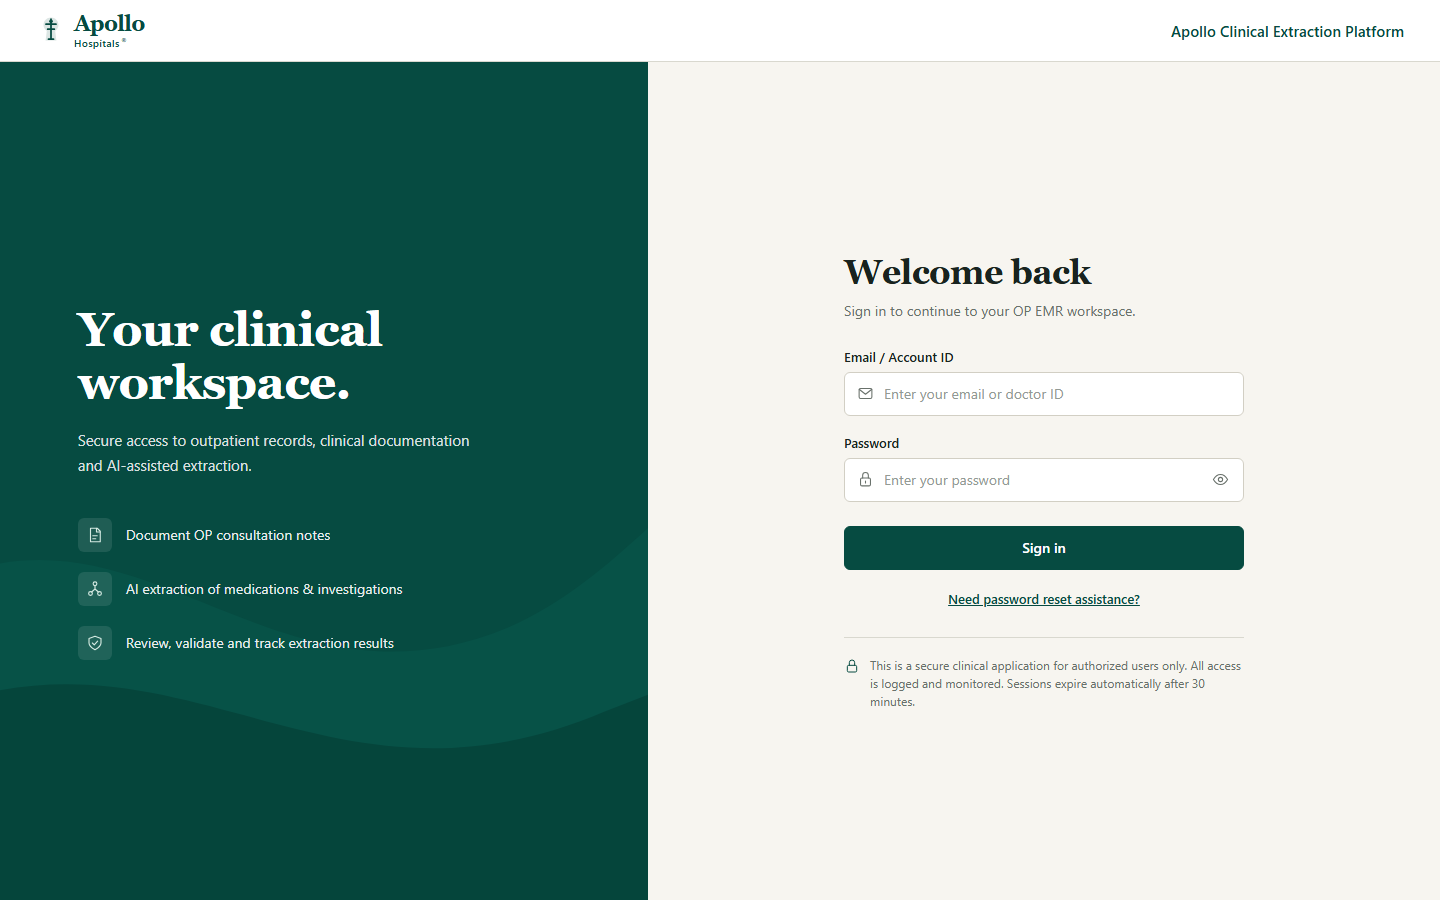 Apollo
Hospitals®
Apollo Clinical Extraction Platform
Your clinical
workspace.
Secure access to outpatient records, clinical documentation
and AI-assisted extraction.
Document OP consultation notes
AI extraction of medications & investigations
Review, validate and track extraction results
Welcome back
Sign in to continue to your OP EMR workspace.
Email / Account ID
Enter your email or doctor ID
Password
Enter your password
Sign in
Need password reset assistance?
This is a secure clinical application for authorized users only. All access
is logged and monitored. Sessions expire automatically after 30
minutes.